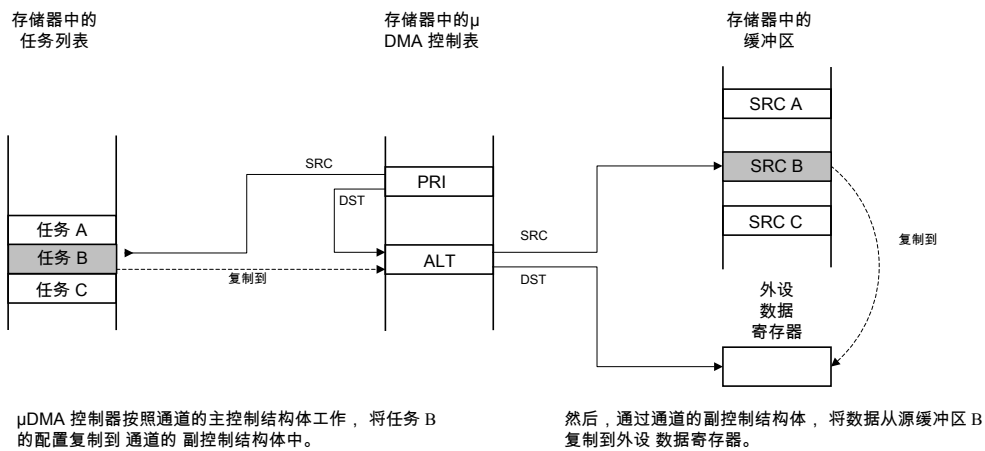 存储器中的
任务列表
存储器中的μ
DMA 控制表
存储器中的
缓冲区
SRC A
SRC
SRC B
PRI
DST
SRC C
任务 A
SRC
复制到
任务 B
ALT
复制到
DST
任务 C
外设
数据
寄存器
μDMA 控制器按照通道的主控制结构体工作， 将任务 B
的配置复制到 通道的 副控制结构体中。
然后，通过通道的副控制结构体， 将数据从源缓冲区 B
复制到外设 数据寄存器。